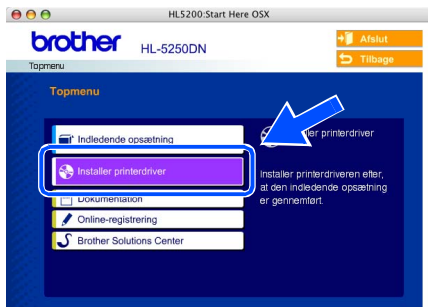 HL5200:Start Here OSX
brother
HL-5250DN
Afslut
Tilbage
Topmenu
Topmenu
Indledende opsætning
Installer printerdriver
Dokumentation
Online-registrering
Brother Solutions Center
printerdriver
Installer printerdriveren efter,
at den indledende opsætning
er gennemført.